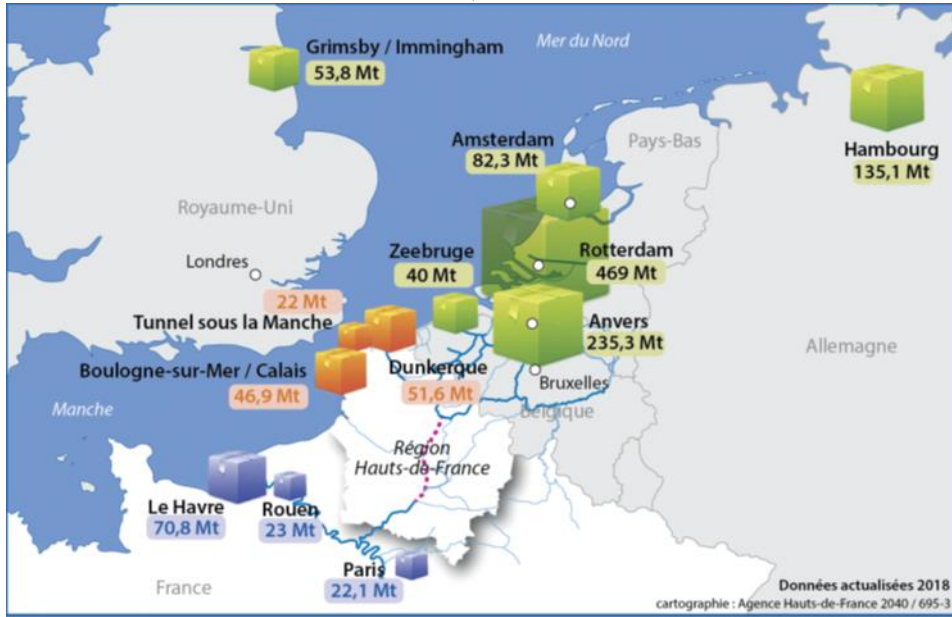 Grimsby / Immingham
53,8 Mt
Mer du Nord
Hambourg
135,1 Mt
Amsterdam
82,3 Mt
Pays-Bas
Royaume-Uni
Londres
Zeebruge
40 Mt
Rotterdam
469 Mt
22 Mt
Tunnel sous la Manche
Anvers
235,3 Mt
Allemagne
Boulogne-sur-Mer / Calais
46,9 Mt
Dunkerque
51,6 Mt
Bruxelles
Belgique
Manche
Région
Hauts-de-France
Le Havre
70,8 Mt
Rouen
23 Mt
Paris
22,1 Mt
France
Données actualisées 2018
cartographie : Agence Hauts-de-France 2040 / 695-3